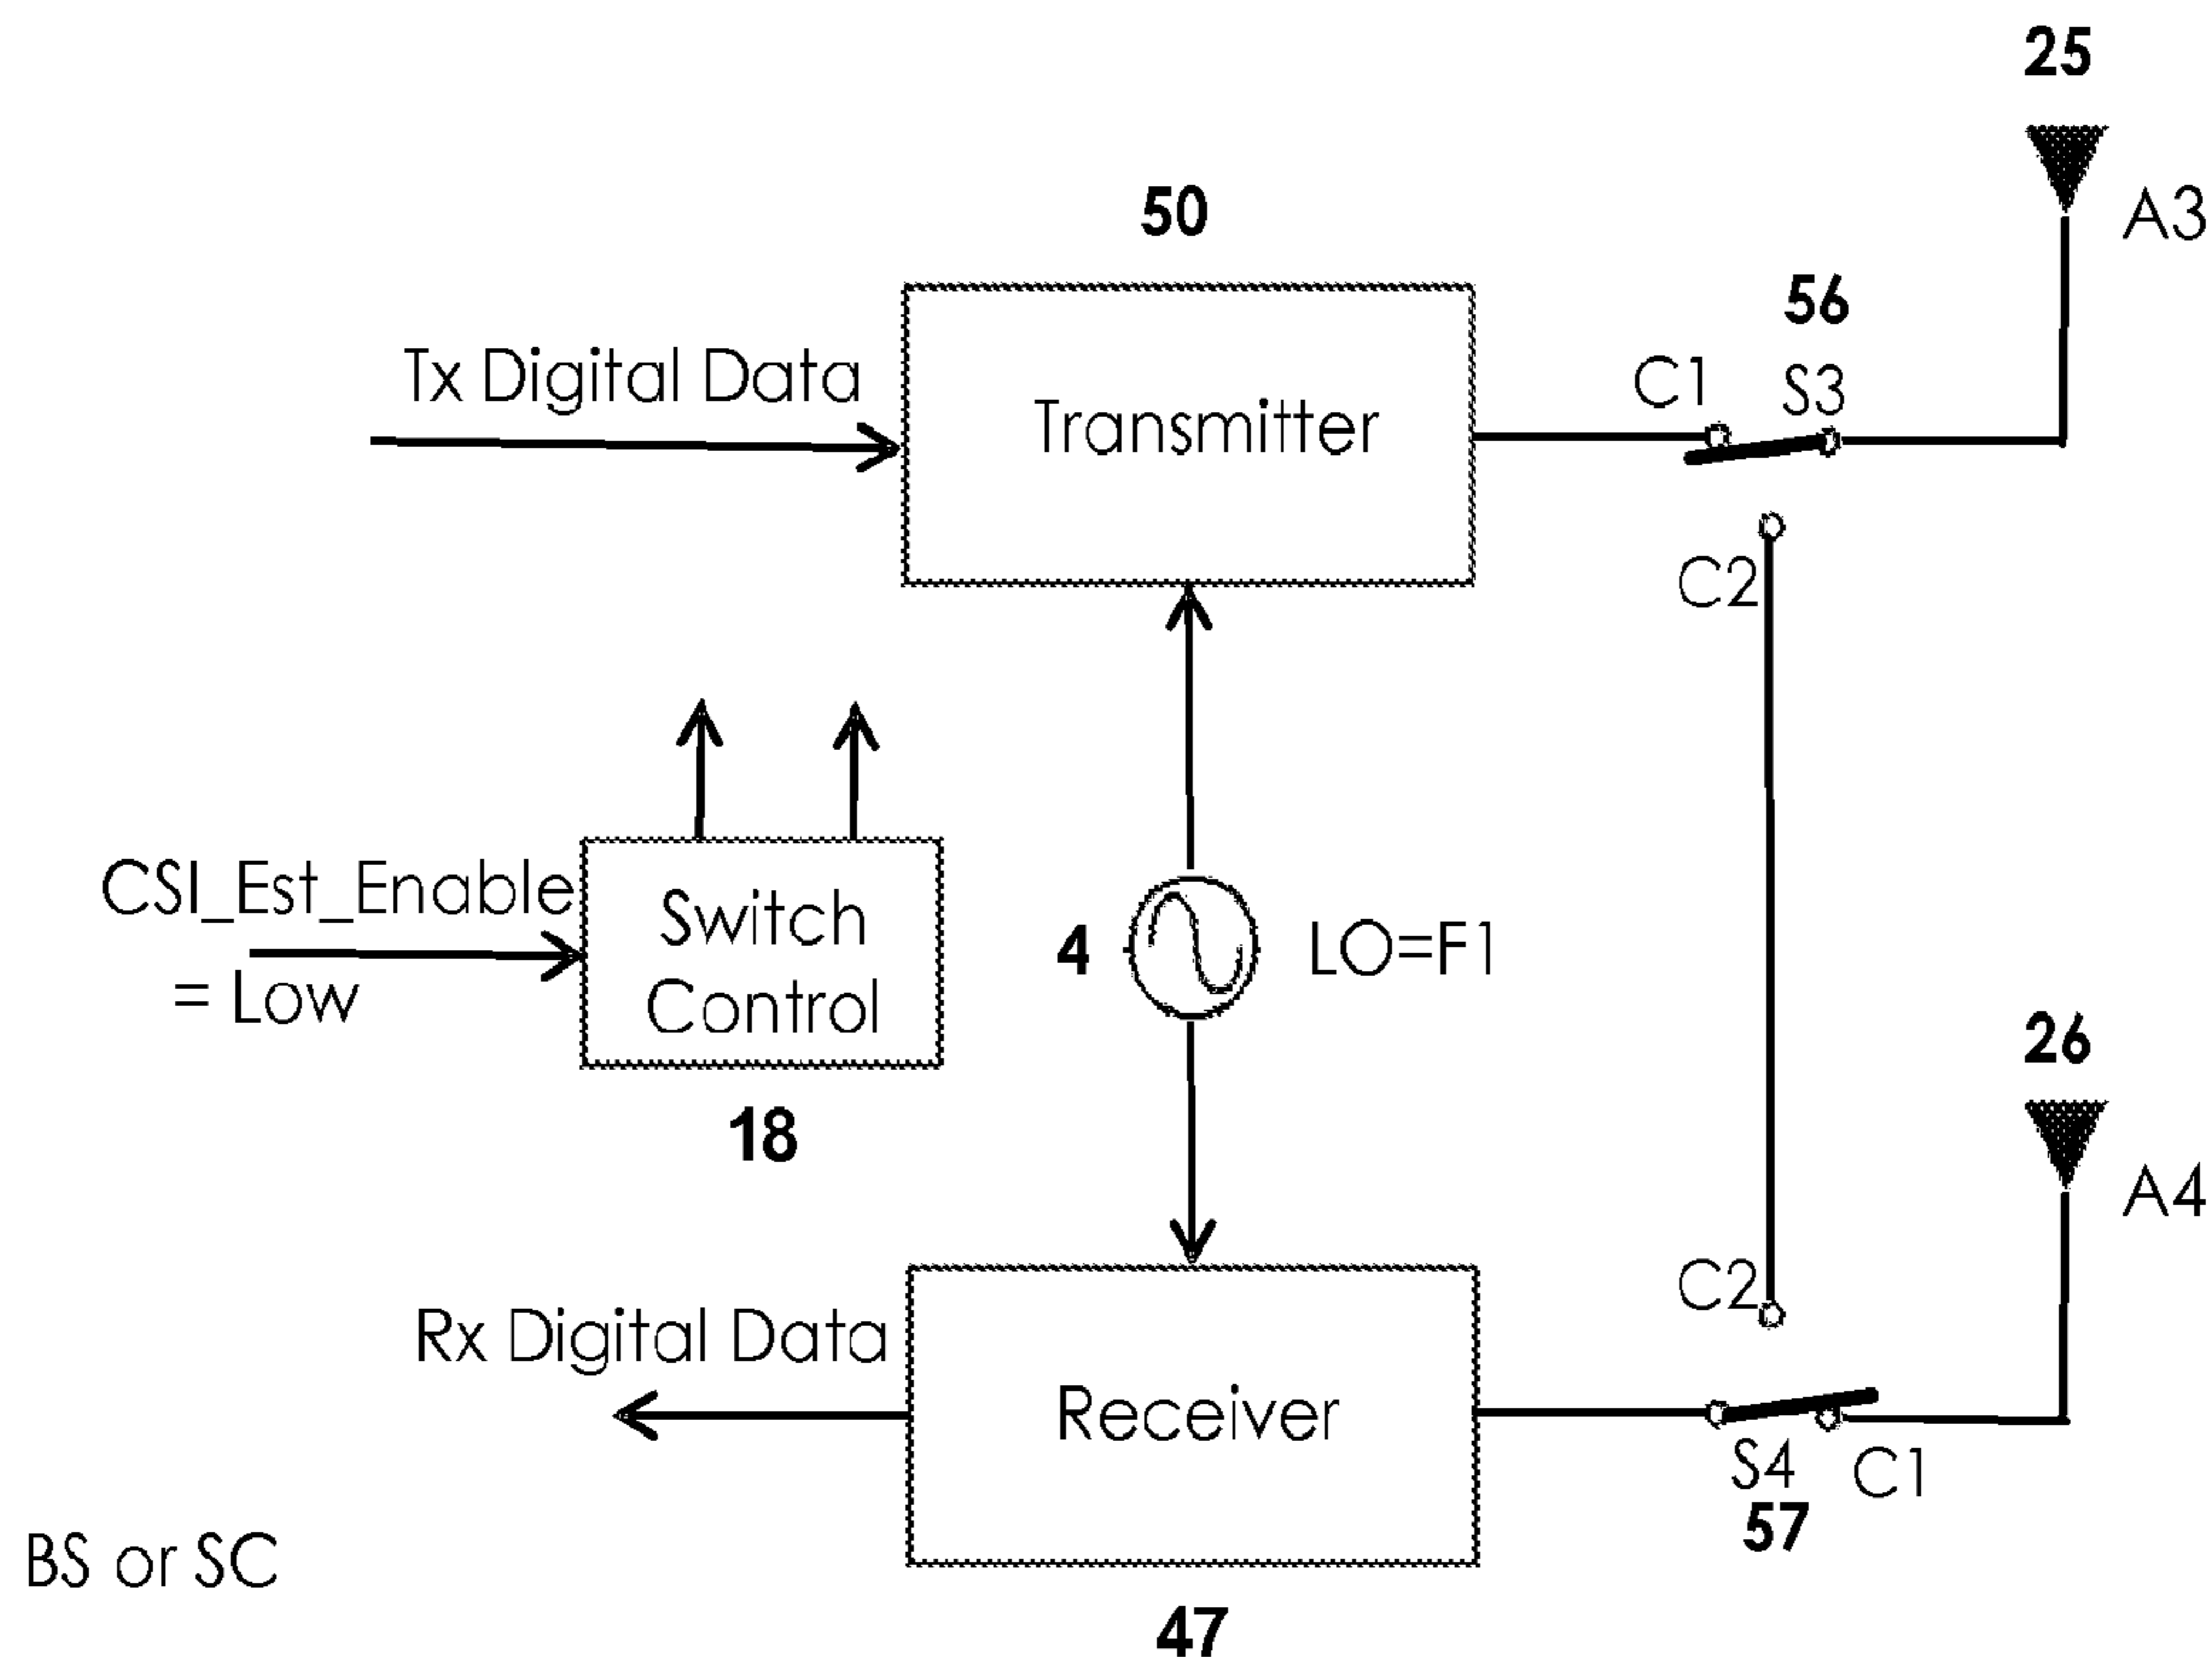 25
A3
50
56
Tx Digital Data
C1
S3
Transmitter
C2
CSI_Est_Enable
= Low
Switch
Control
18
4
LO=F1
26
A4
C2
Rx Digital Data
Receiver
S4
C1
57
BS or SC
47